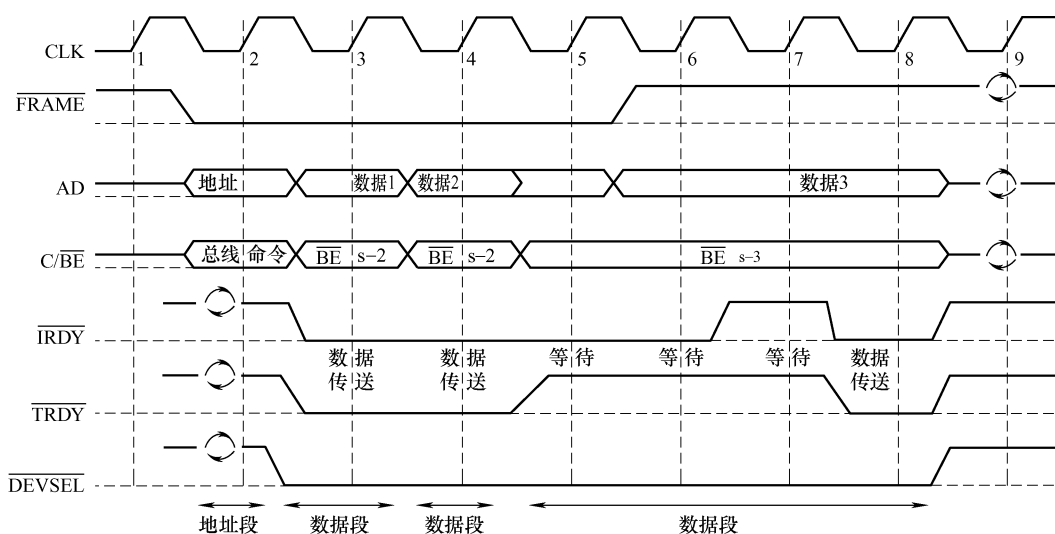 CLK
1 2 3 4 5 6 7 8 9
FRAME
AD
地址 数据1 数据2 数据3
C/BE
总线 命令 BE s-2 BE s-2 BE s-3
IRDY
数据 数据 等待 等待 等待 数据
传送 传送 传送
TRDY
DEVSEL
地址段 数据段 数据段 数据段